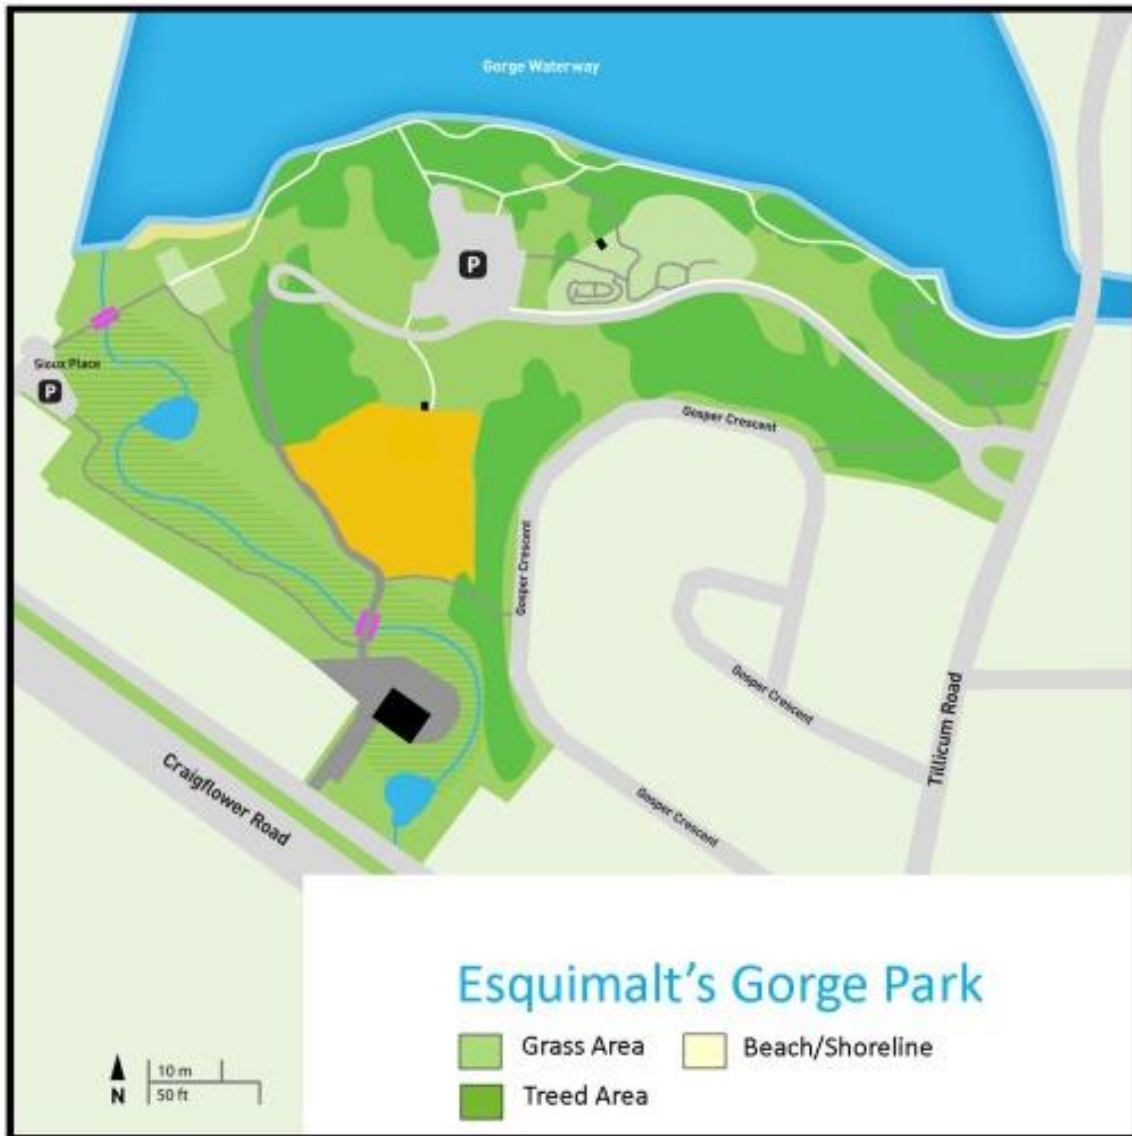 Gorge Waterway
P
Sioux Place
P
Gosper Crescent
Gosper Crescent
Gosper Crescent
Tillicum Road
Craigflower Road
Gosper Crescent
Esquimalt's Gorge Park
Grass Area
Beach/Shoreline
Treed Area
10 m
N
50 ft